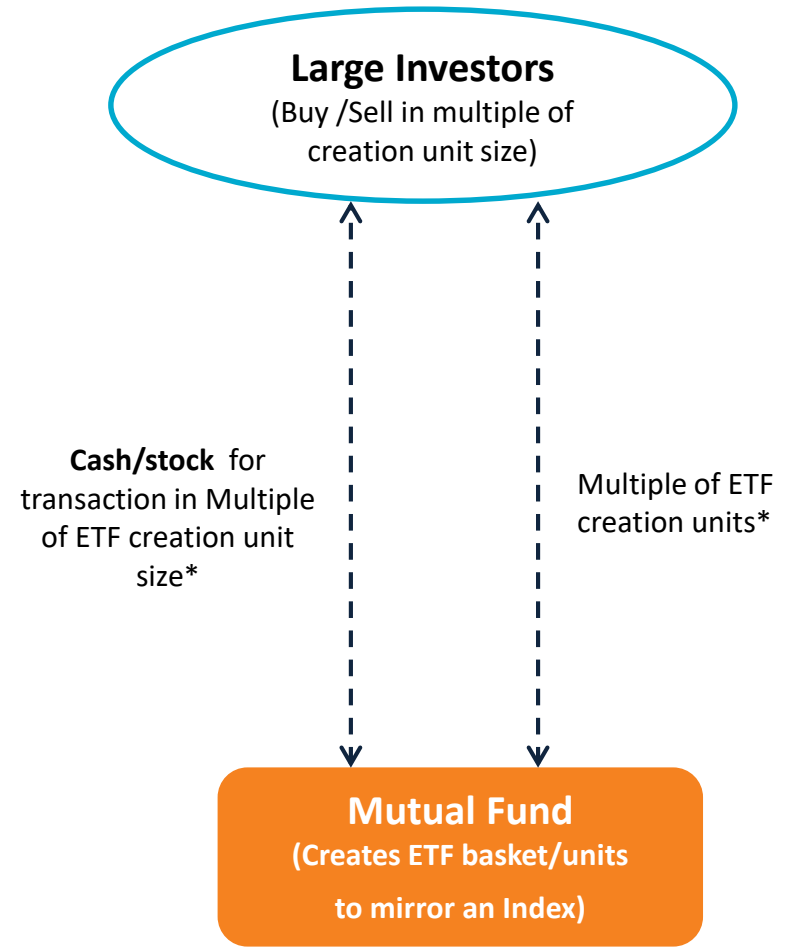 Large Investors
(Buy /Sell in multiple of
creation unit size)
Cash/stock for
transaction in Multiple
of ETF creation unit
size*
Multiple of ETF
creation units*
Mutual Fund
(Creates ETF basket/units
to mirror an Index)